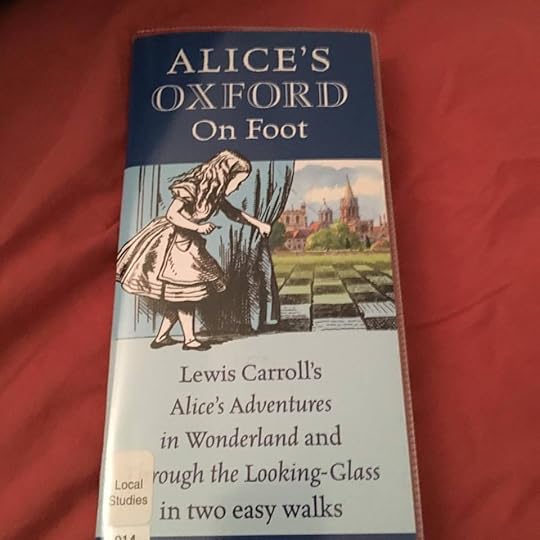 ALICE'S
OXFORD
On Foot
Lewis Carroll's
Alice's Adventures
in Wonderland and
rough the Looking-Glass
in two easy walks
Local
Studies